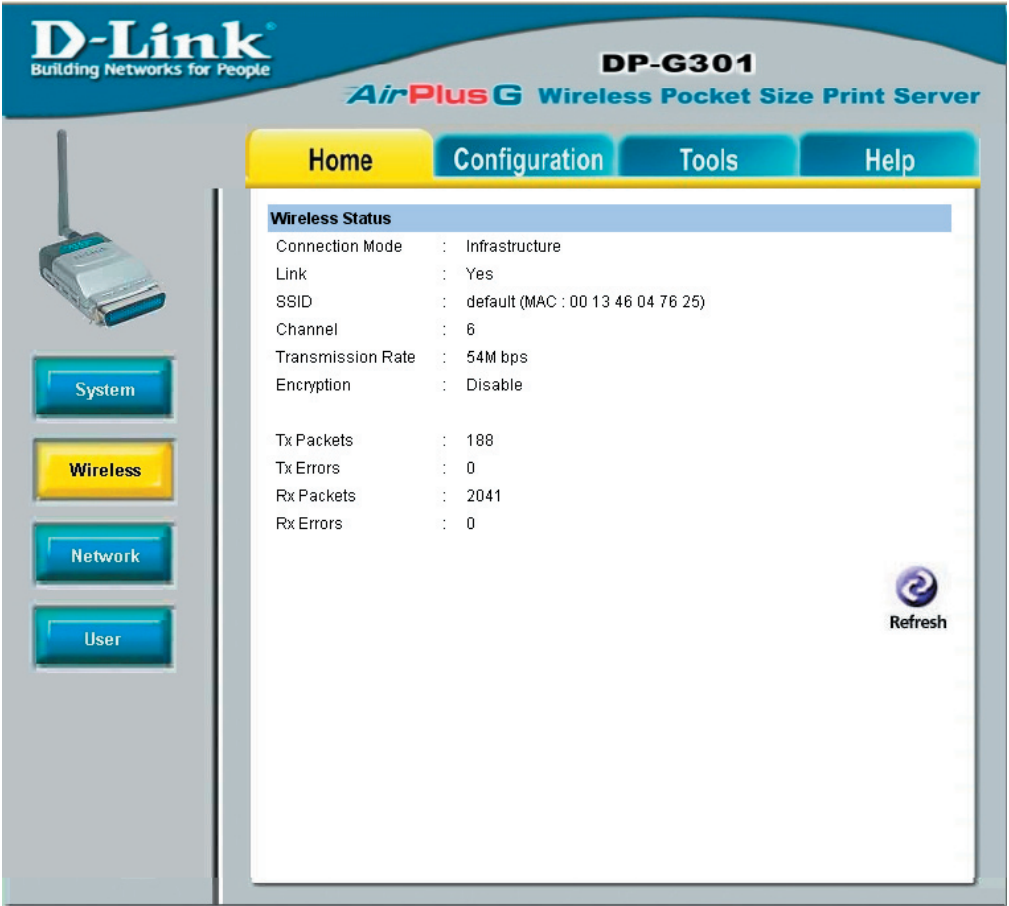 D-Link
Building Networks for People
DP-G301
AirPlus G Wireless Pocket Size Print Server
Home Configuration Tools Help
System
Wireless
Network
User
Wireless Status
Connection Mode : Infrastructure
Link : Yes
SSID : default (MAC : 00 13 46 04 76 25)
Channel : 6
Transmission Rate : 54M bps
Encryption : Disable
Tx Packets : 188
Tx Errors : 0
Rx Packets : 2041
Rx Errors : 0
Refresh